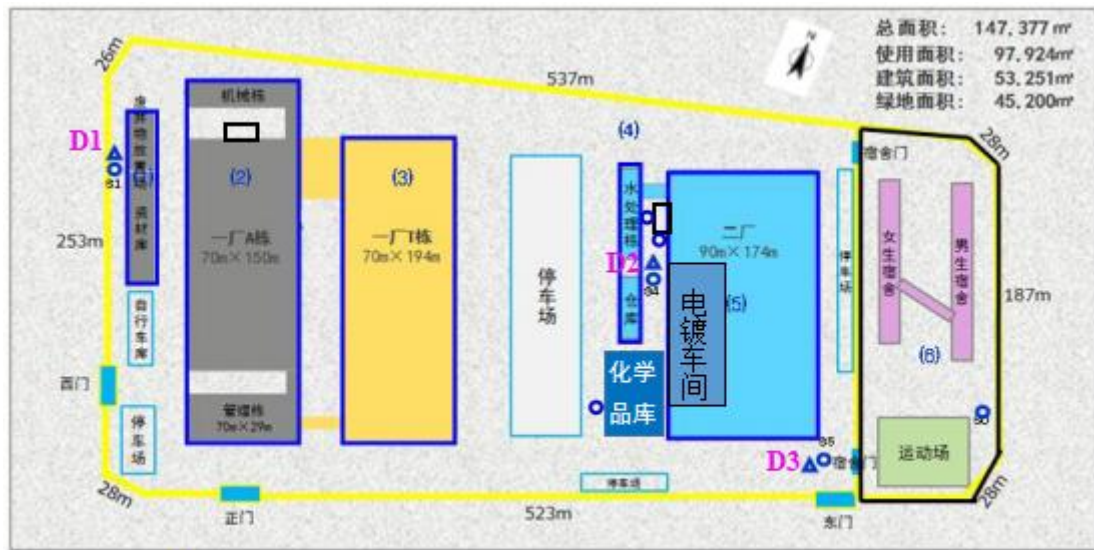 总面积： 147,377㎡
使用面积： 97,924㎡
建筑面积： 53,251㎡
绿地面积： 45,200㎡
N
26m
537m
28m
253m
187m
28m
523m
28m
D1
S1
(2)
机械栋
一厂A栋
70m×150m
管理栋
70m×29m
(3)
一厂T栋
70m×194m
资材库
自行车库
西门
停车场
正门
停车场
(4)
水处理栋
仓库
D2
S4
化学
品库
二厂
90m×174m
(5)
电镀车间
停车场
D3
S5
宿舍门
东门
宿舍门
停车场
女生宿舍
男生宿舍
(6)
运动场